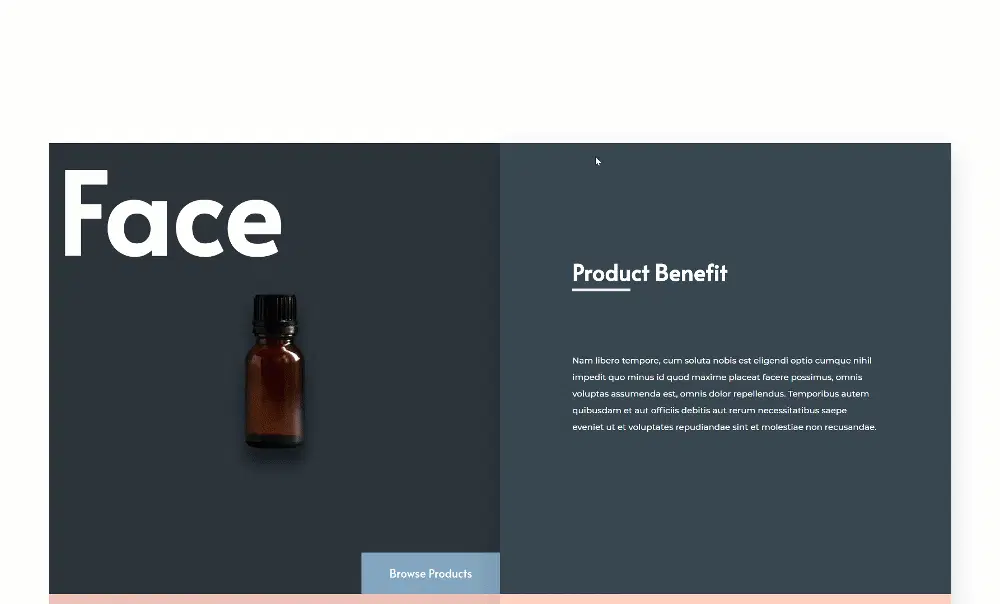 Face
Product Benefit
Nam libero tempore, cum soluta nobis est eligendi optio cumque nihil
impedit quo minus id quod maxime placeat facere possimus, omnis
voluptas assumenda est, omnis dolor repellendus. Temporibus autem
quibusdam et aut officiis debitis aut rerum necessitatibus saepe
eveniet ut et voluptates repudiandae sint et molestiae non recusandae.
Browse Products